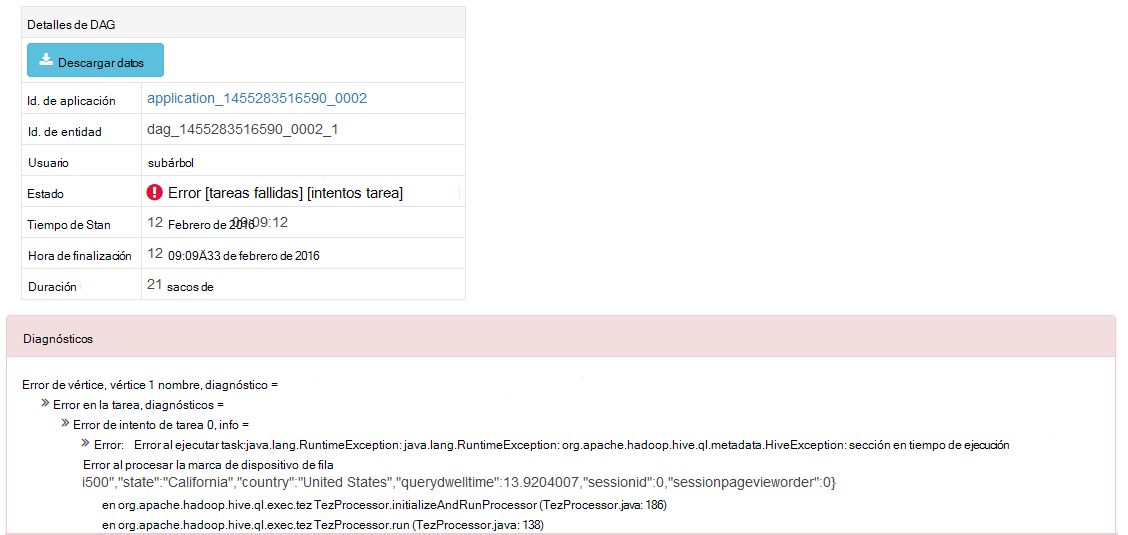 Detalles de DAG
Descargar datos
Id. de aplicación application_1455283516590_0002
Id. de entidad dag_1455283516590_0002_1
Usuario subárbol
Estado Error [tareas fallidas] [intentos tarea]
Tiempo de Stan 12 Febrero de 2016 09:09:12
Hora de finalización 12 09:09Ä33 de febrero de 2016
Duración 21 sacos de
Diagnósticos
Error de vértice, vértice 1 nombre, diagnóstico =
Error en la tarea, diagnósticos =
Error de intento de tarea 0, info =
Error: Error al ejecutar task:java.lang.RuntimeException: java.lang.RuntimeException: org.apache.hadoop.hive.ql.metadata.HiveException: sección en tiempo de ejecución
Error al procesar la marca de dispositivo de fila
i500","state":"California","country":"United States","querydwelltime":13.9204007,"sessionid":0,"sessionpagevieworder":0}
en org.apache.hadoop.hive.ql.exec.tez TezProcessor.initializeAndRunProcessor (TezProcessor.java: 186)
en org.apache.hadoop.hive.ql.exec.tez TezProcessor.run (TezProcessor.java: 138)